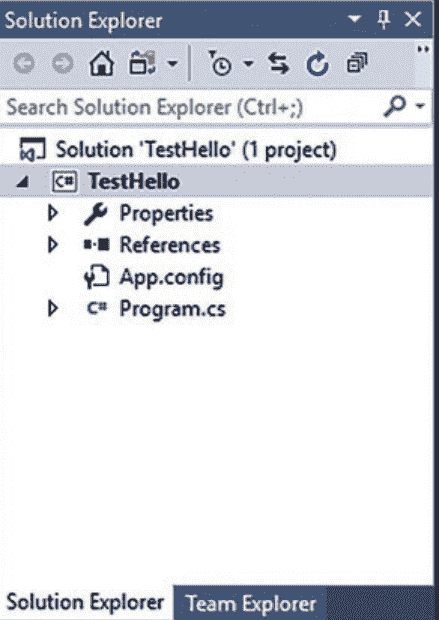 Solution Explorer
Search Solution Explorer (Ctrl+;)
Solution 'TestHello' (1 project)
C# TestHello
Properties
References
App.config
C# Program.cs
Solution Explorer Team Explorer